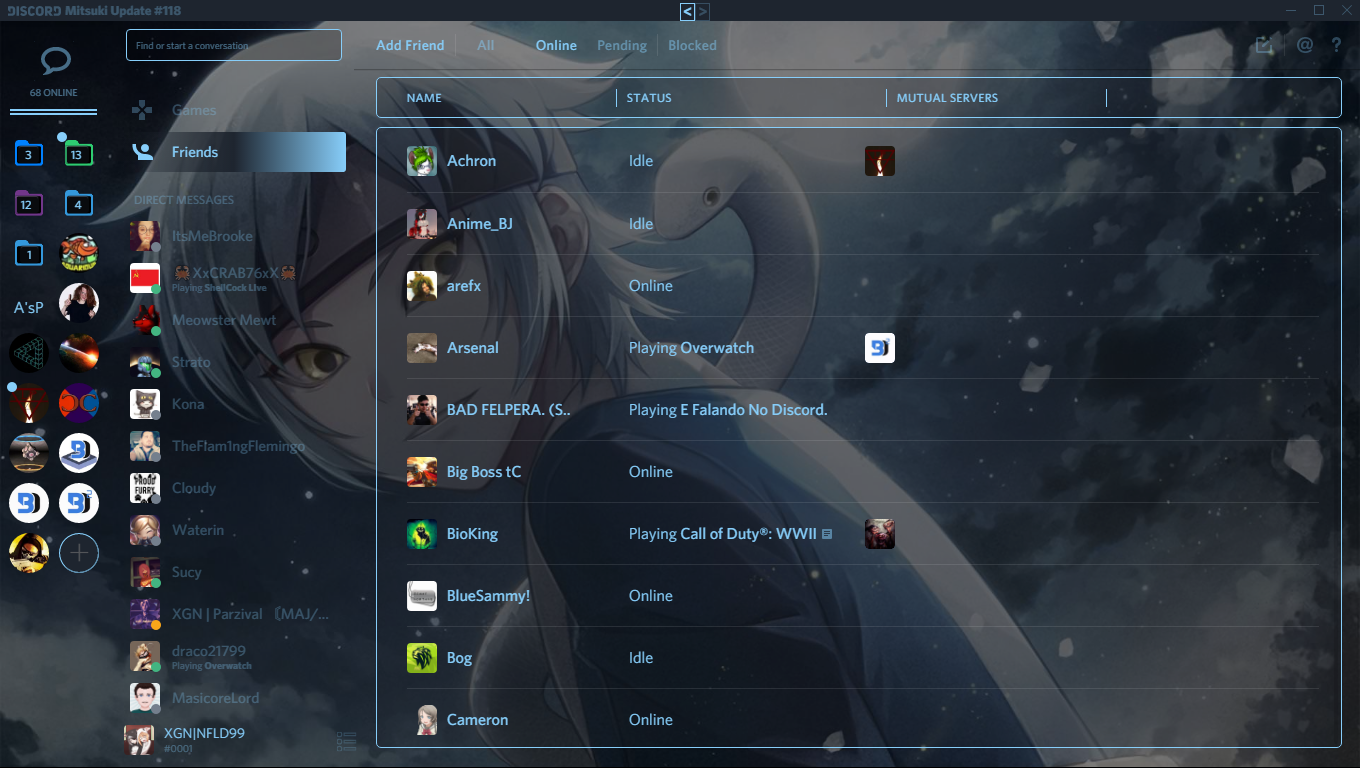 DISCORD Mitsuki Update #118
< >
Find or start a conversation
Add Friend All Online Pending Blocked
@ ?
68 ONLINE
NAME STATUS MUTUAL SERVERS
Games
Friends
DIRECT MESSAGES
3 13
12 4
1
A'sP
ItsMeBrooke
🦀XxCRAB76xX🦀
Playing ShellCock LIve
Meowster Mewt
Strato
Kona
TheFlam1ngFlemingo
Cloudy
PROUD FURRY
Waterin
Sucy
XGN | Parzival 〘MAJ/...
draco21799
Playing Overwatch
MasicoreLord
XGN|NFLD99
#0001
Achron Idle
Anime_BJ Idle
arefx Online
Arsenal Playing Overwatch
BAD FELPERA. (S.. Playing E Falando No Discord.
Big Boss tC Online
BioKing Playing Call of Duty®: WWII
BlueSammy! Online
Bog Idle
Cameron Online